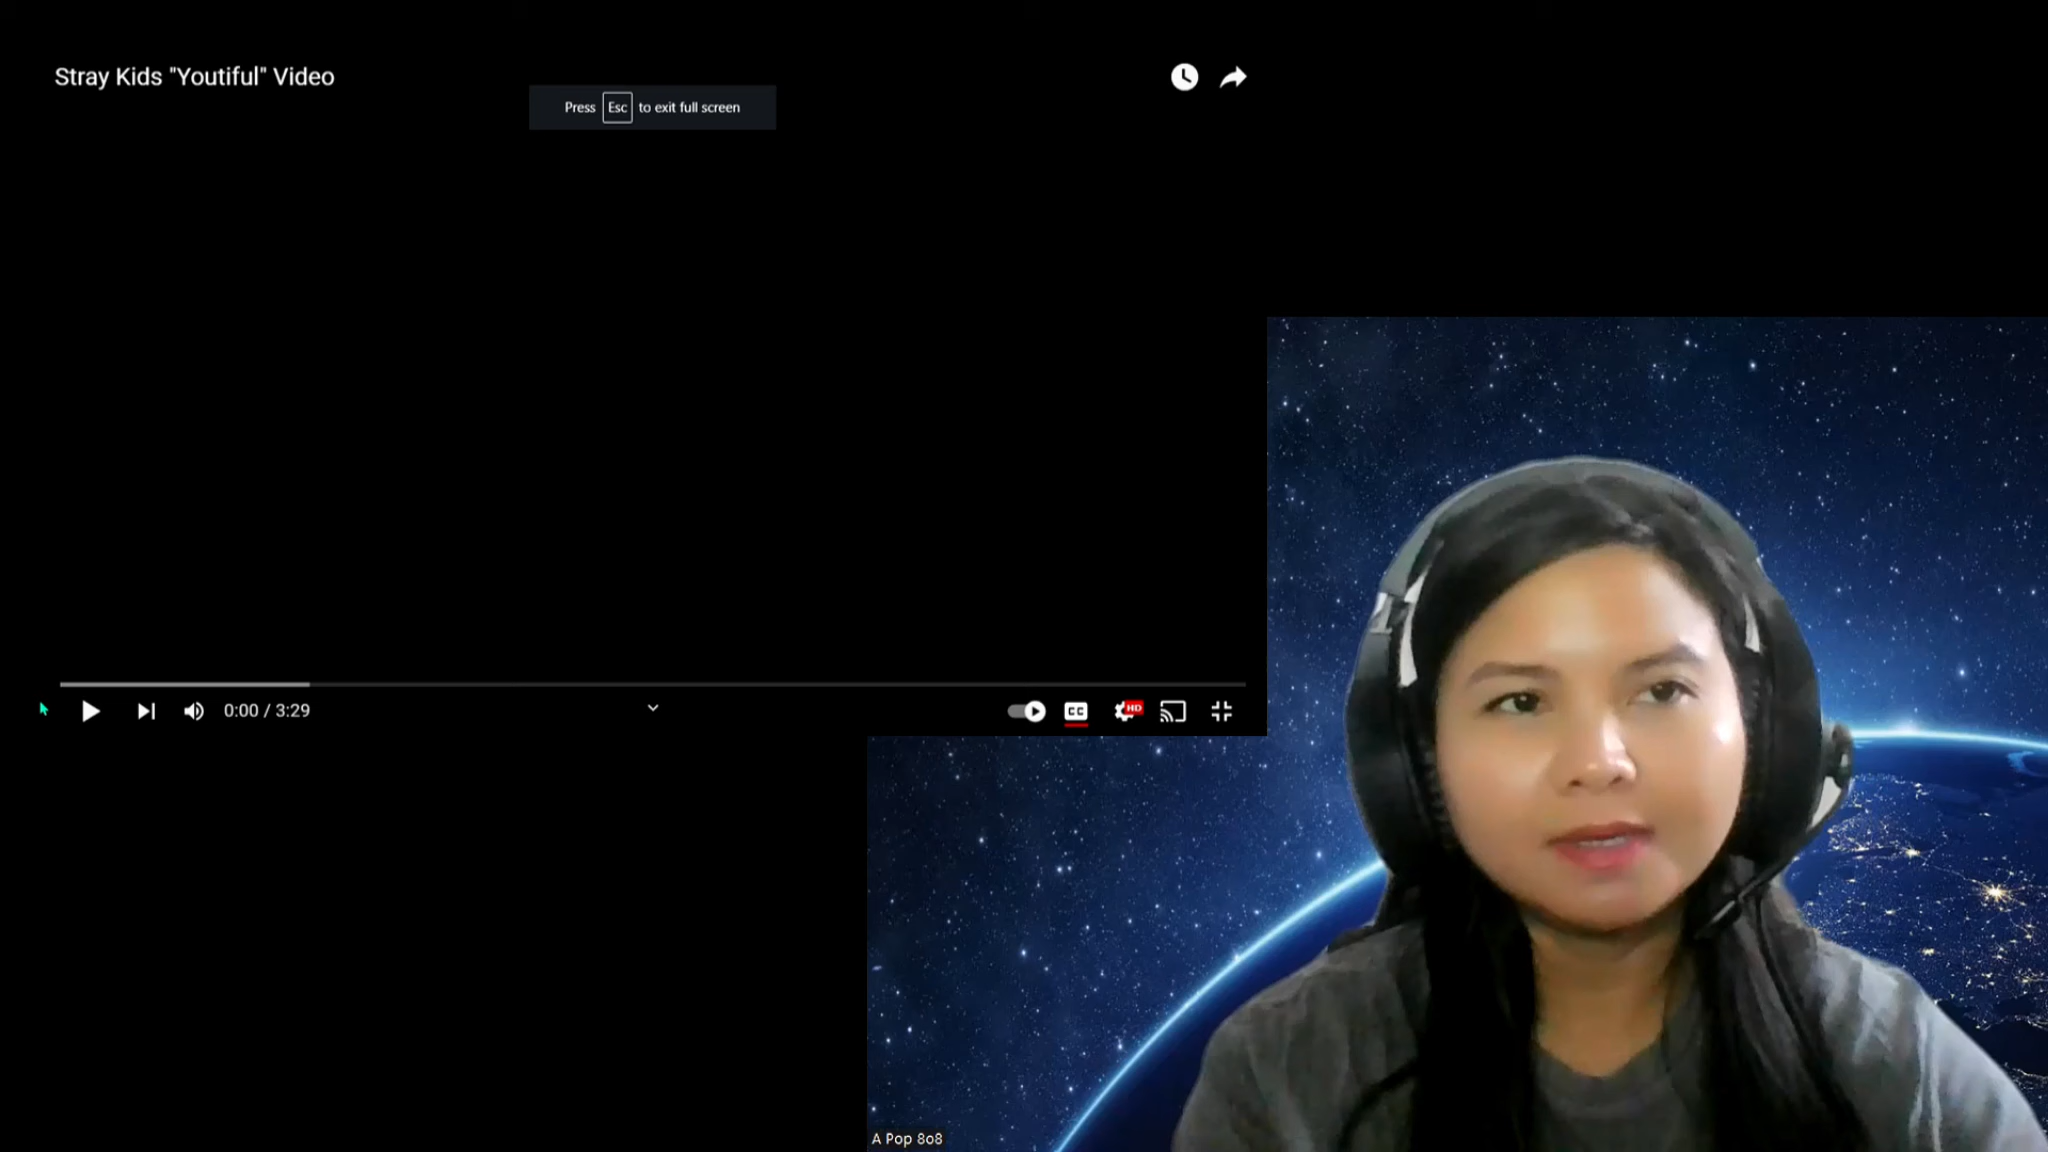 Stray Kids "Youtiful" Video
Press Esc to exit full screen
0:00 / 3:29
CC
HD
A Pop 8o8